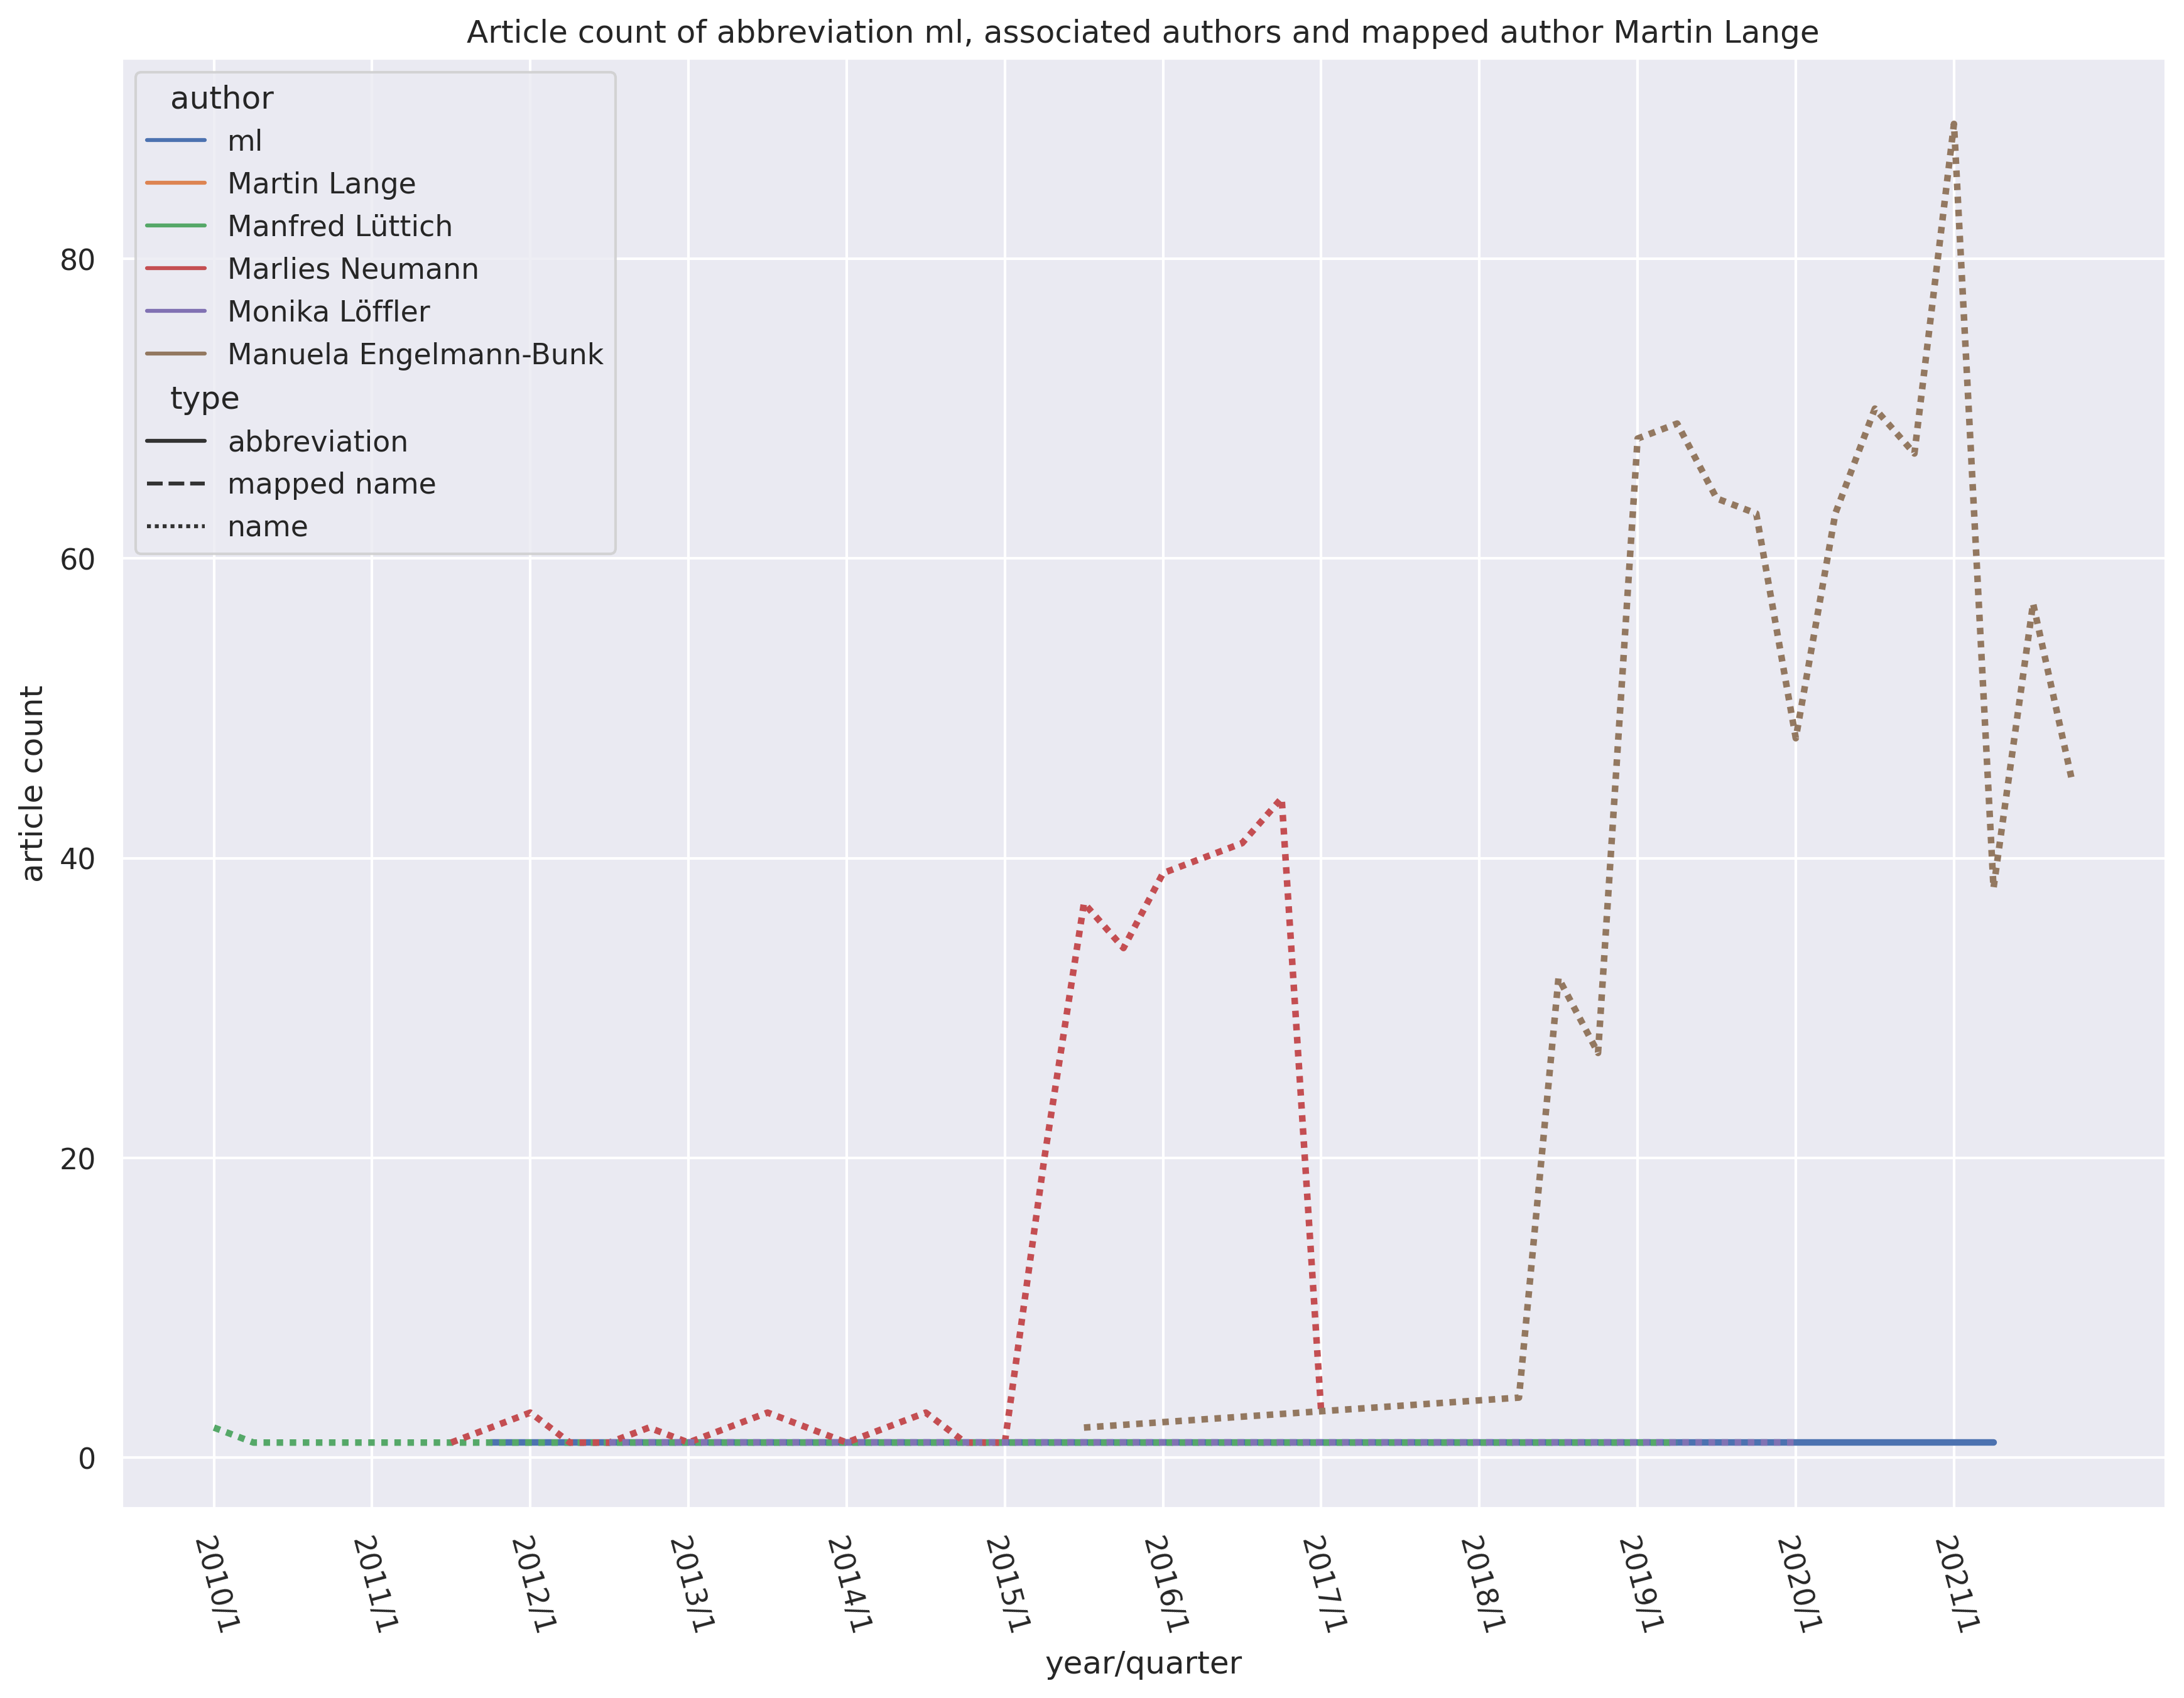 Article count of abbreviation ml, associated authors and mapped author Martin Lange
author
ml
Martin Lange
Manfred Lüttich
Marlies Neumann
Monika Löffler
Manuela Engelmann-Bunk
type
abbreviation
mapped name
name
article count
80
60
40
20
0
2010/1
2011/1
2012/1
2013/1
2014/1
2015/1
2016/1
2017/1
2018/1
2019/1
2020/1
2021/1
year/quarter